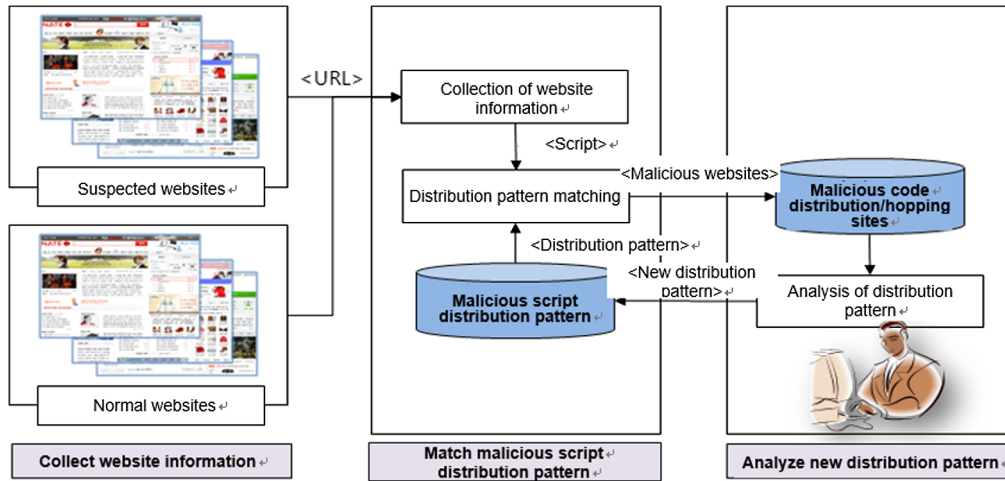 NATE
<URL>
Suspected websites
NATE
Normal websites
Collect website information
Collection of website
information
<Script>
Distribution pattern matching
<Distribution pattern>
Malicious script
distribution pattern
Match malicious script
distribution pattern
<Malicious websites>
Malicious code
distribution/hopping
sites
<New distribution
pattern>
Analysis of distribution
pattern
Analyze new distribution pattern